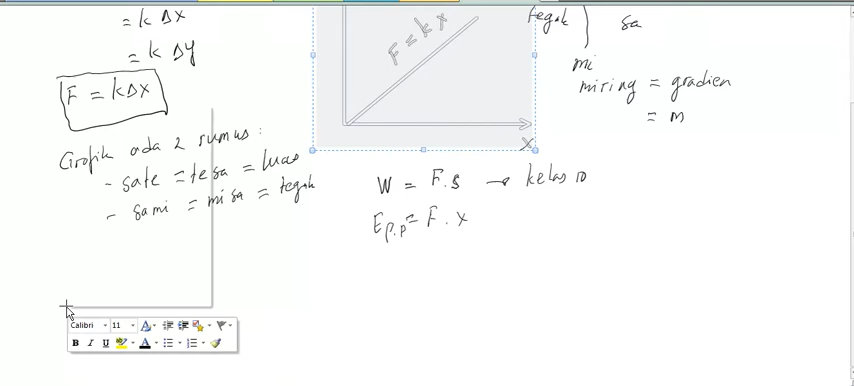 = k Δx
= k Δy
F = kΔx
Grafik ada 2 rumus :
- sate = tesa = luas
- sami = misa = tegak
F = k x
x
tegak
sa
mi
miring = gradien
= m
W = F.s → kelas 10
Ep.p = F. x
Calibri 11
B I U A